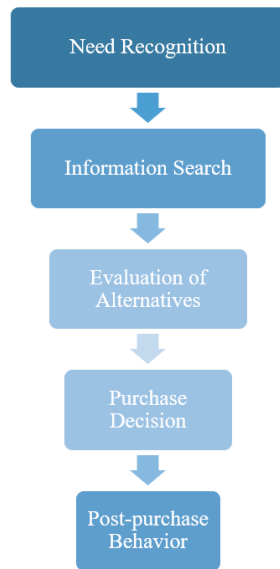 Need Recognition
Information Search
Evaluation of
Alternatives
Purchase
Decision
Post-purchase
Behavior